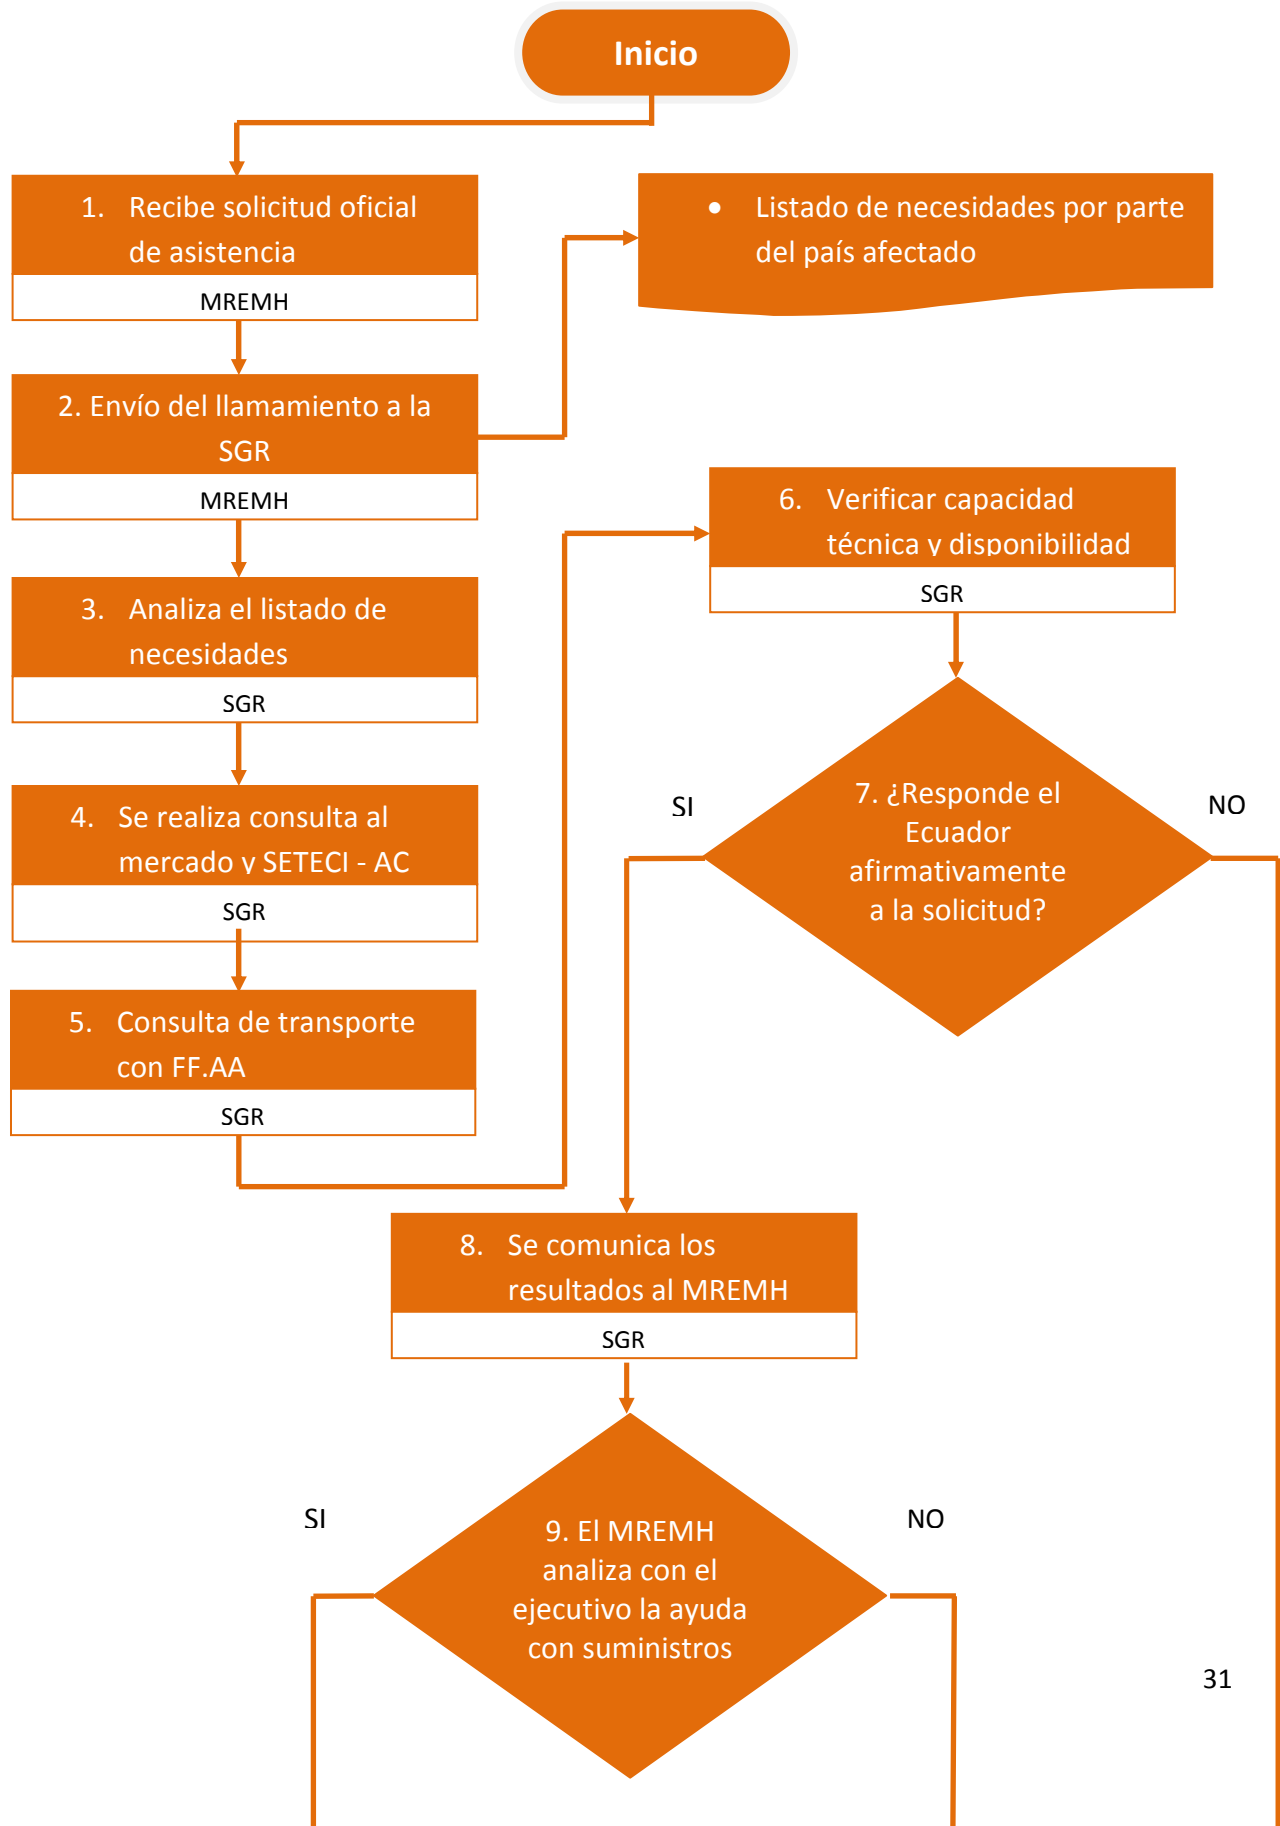 Inicio
1. Recibe solicitud oficial
de asistencia
MREMH
• Listado de necesidades por parte
del país afectado
2. Envío del llamamiento a la
SGR
MREMH
3. Analiza el listado de
necesidades
SGR
4. Se realiza consulta al
mercado y SETECI - AC
SGR
5. Consulta de transporte
con FF.AA
SGR
6. Verificar capacidad
técnica y disponibilidad
SGR
SI
7. ¿Responde el
Ecuador
afirmativamente
a la solicitud?
NO
8. Se comunica los
resultados al MREMH
SGR
SI
9. El MREMH
analiza con el
ejecutivo la ayuda
con suministros
NO
31